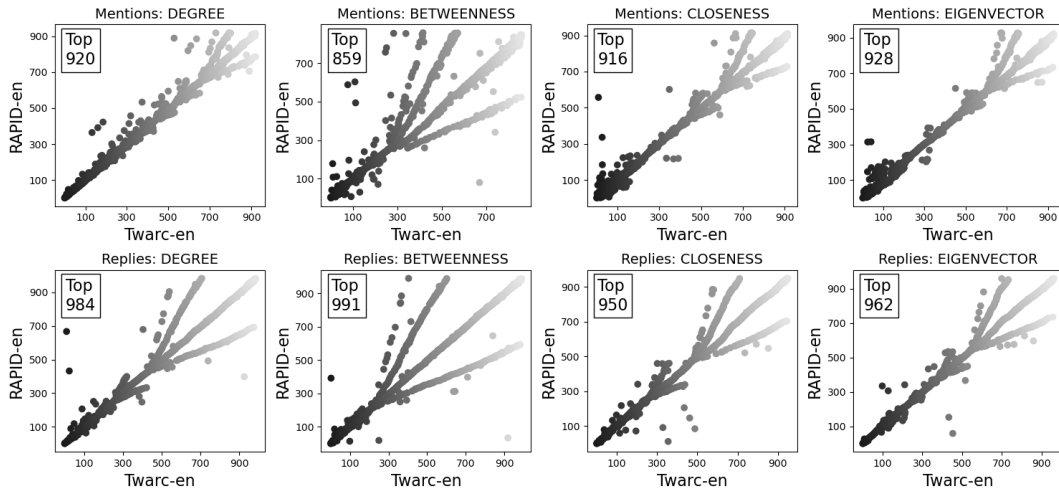 Mentions: DEGREE
Top
920
900
700
500
300
100
RAPID-en
100 300 500 700 900
Twarc-en
Mentions: BETWEENNESS
Top
859
700
500
300
100
RAPID-en
100 300 500 700
Twarc-en
Mentions: CLOSENESS
Top
916
900
700
500
300
100
RAPID-en
100 300 500 700 900
Twarc-en
Mentions: EIGENVECTOR
Top
928
900
700
500
300
100
RAPID-en
100 300 500 700 900
Twarc-en
Replies: DEGREE
Top
984
900
700
500
300
100
RAPID-en
100 300 500 700 900
Twarc-en
Replies: BETWEENNESS
Top
991
900
700
500
300
100
RAPID-en
100 300 500 700 900
Twarc-en
Replies: CLOSENESS
Top
950
900
700
500
300
100
RAPID-en
100 300 500 700 900
Twarc-en
Replies: EIGENVECTOR
Top
962
900
700
500
300
100
RAPID-en
100 300 500 700 900
Twarc-en